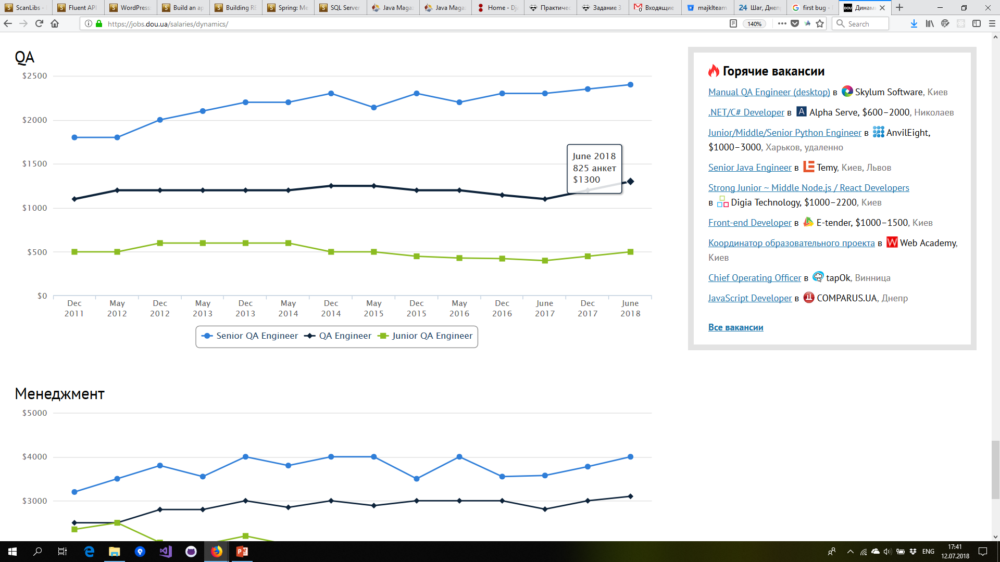 ScanLibs -
Fluent API
WordPress
Build an ap
Building RE
Spring: Me
SQL Server
Java Maga
Java Maga
Home - Dj
Практичес
Задание 3
Входящие
majklteam
24 Шаг, Днеп
first bug -
DOU Динам
https://jobs.dou.ua/salaries/dynamics/
140%
Search
QA
$2500
$2000
$1500
$1000
$500
$0
June 2018
825 анкет
$1300
Dec May Dec May Dec May Dec May Dec May Dec June Dec June
2011 2012 2012 2013 2013 2014 2014 2015 2015 2016 2016 2017 2017 2018
Senior QA Engineer QA Engineer Junior QA Engineer
Горячие вакансии
Manual QA Engineer (desktop) в Skylum Software, Киев
.NET/C# Developer в A Alpha Serve, $600–2000, Николаев
Junior/Middle/Senior Python Engineer в AnvilEight,
$1000–3000, Харьков, удаленно
Senior Java Engineer в Temy, Киев, Львов
Strong Junior ~ Middle Node.js / React Developers
в Digia Technology, $1000–2200, Киев
Front-end Developer в E-tender, $1000–1500, Киев
Координатор образовательного проекта в W Web Academy,
Киев
Chief Operating Officer в tapOk, Винница
JavaScript Developer в COMPARUS.UA, Днепр
Все вакансии
Менеджмент
$5000
$4000
$3000
ENG
17:41
12.07.2018